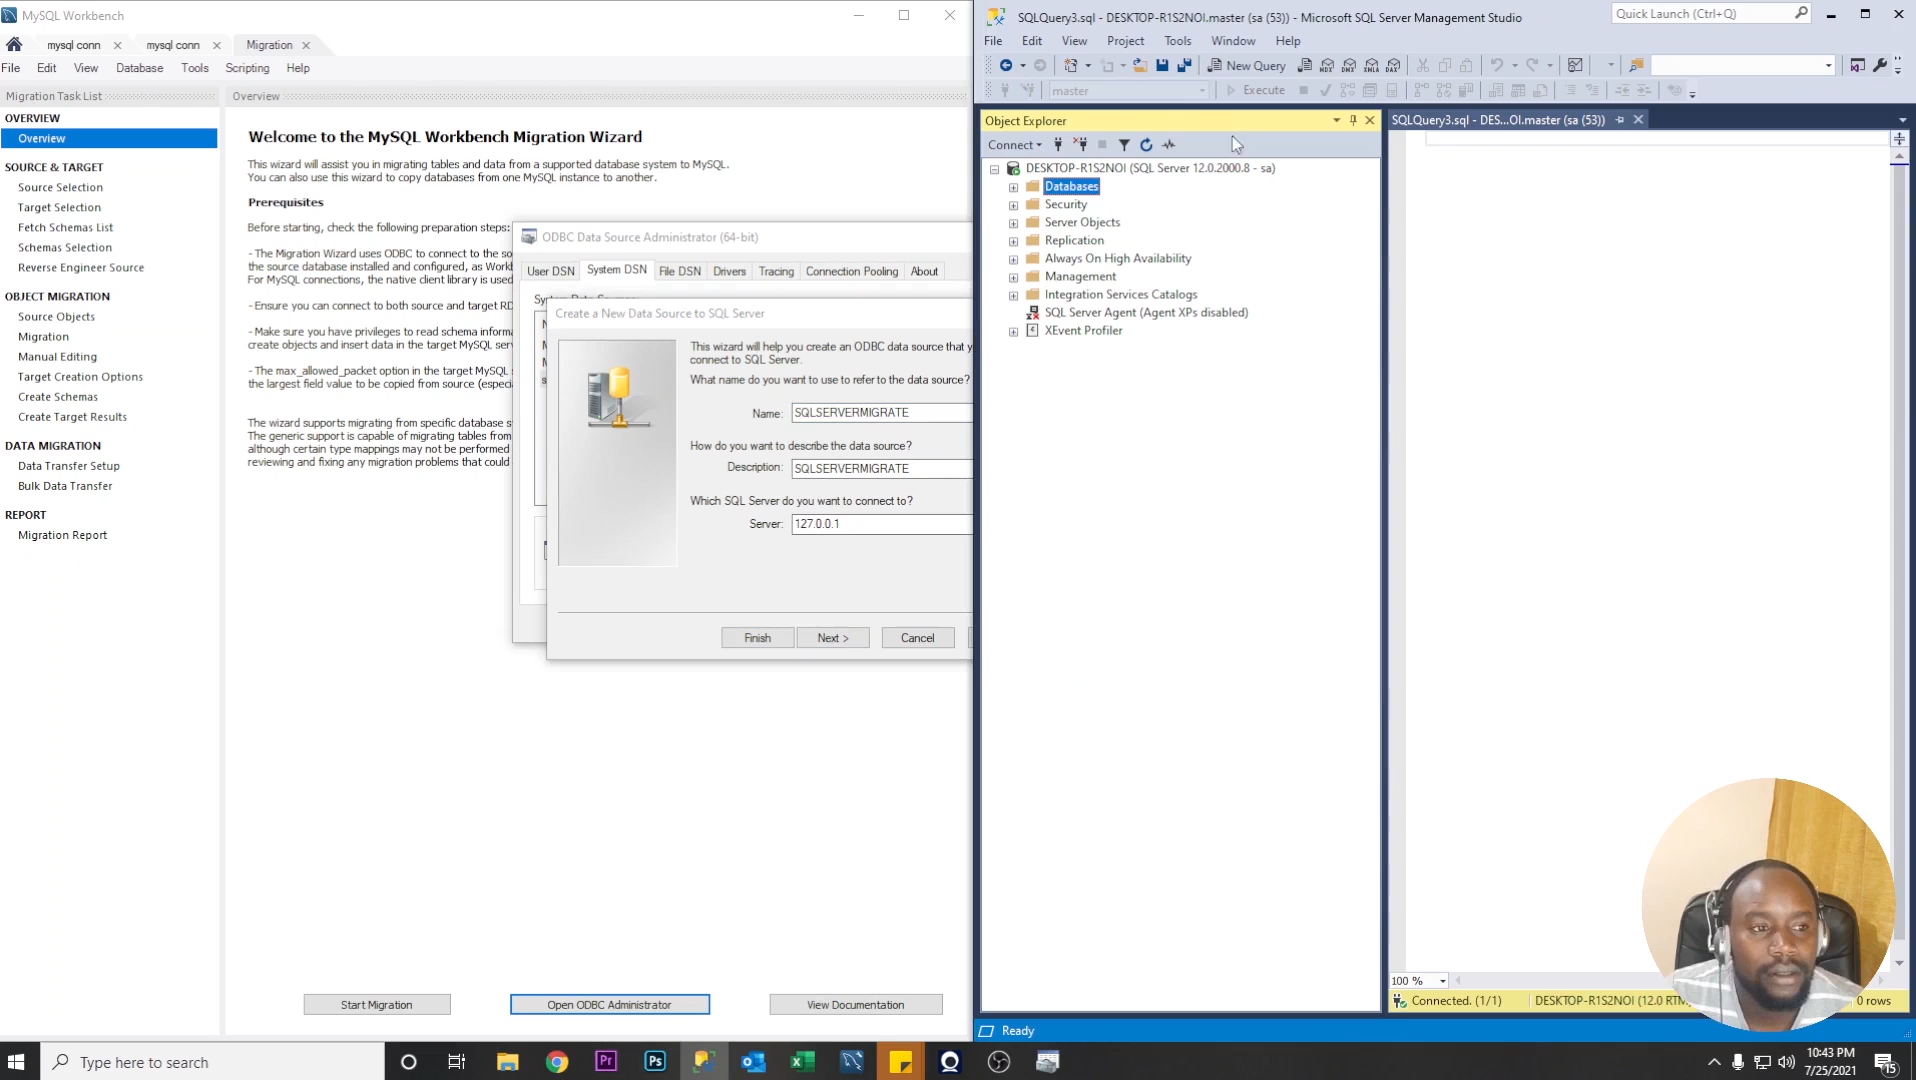 MySQL Workbench
mysql conn
mysql conn
Migration
File Edit View Database Tools Scripting Help
Migration Task List
OVERVIEW
Overview
SOURCE & TARGET
Source Selection
Target Selection
Fetch Schemas List
Schemas Selection
Reverse Engineer Source
OBJECT MIGRATION
Source Objects
Migration
Manual Editing
Target Creation Options
Create Schemas
Create Target Results
DATA MIGRATION
Data Transfer Setup
Bulk Data Transfer
REPORT
Migration Report
Overview
Welcome to the MySQL Workbench Migration Wizard
This wizard will assist you in migrating tables and data from a supported database system to MySQL.
You can also use this wizard to copy databases from one MySQL instance to another.
Prerequisites
Before starting, check the following preparation steps:
- The Migration Wizard uses ODBC to connect to the so
the source database installed and configured, as Work
For MySQL connections, the native client library is used
- Ensure you can connect to both source and target RD
- Make sure you have privileges to read schema informa
create objects and insert data in the target MySQL serv
- The max_allowed_packet option in the target MySQL s
the largest field value to be copied from source (especia
The wizard supports migrating from specific database s
The generic support is capable of migrating tables from
although certain type mappings may not be performed
reviewing and fixing any migration problems that could
Start Migration
Open ODBC Administrator
View Documentation
ODBC Data Source Administrator (64-bit)
User DSN System DSN File DSN Drivers Tracing Connection Pooling About
Create a New Data Source to SQL Server
This wizard will help you create an ODBC data source that yo
connect to SQL Server.
What name do you want to use to refer to the data source?
Name: SQLSERVERMIGRATE
How do you want to describe the data source?
Description: SQLSERVERMIGRATE
Which SQL Server do you want to connect to?
Server: 127.0.0.1
Finish
Next >
Cancel
SQLQuery3.sql - DESKTOP-R1S2NOI.master (sa (53)) - Microsoft SQL Server Management Studio
Quick Launch (Ctrl+Q)
File Edit View Project Tools Window Help
New Query
MDX DMX XMLA DAX
master
Execute
Object Explorer
Connect
DESKTOP-R1S2NOI (SQL Server 12.0.2000.8 - sa)
Databases
Security
Server Objects
Replication
Always On High Availability
Management
Integration Services Catalogs
SQL Server Agent (Agent XPs disabled)
XEvent Profiler
SQLQuery3.sql - DES...OI.master (sa (53))
100 %
Connected. (1/1)
DESKTOP-R1S2NOI (12.0 RTM
0 rows
Ready
Type here to search
Pr
Ps
10:43 PM
7/25/2021
15